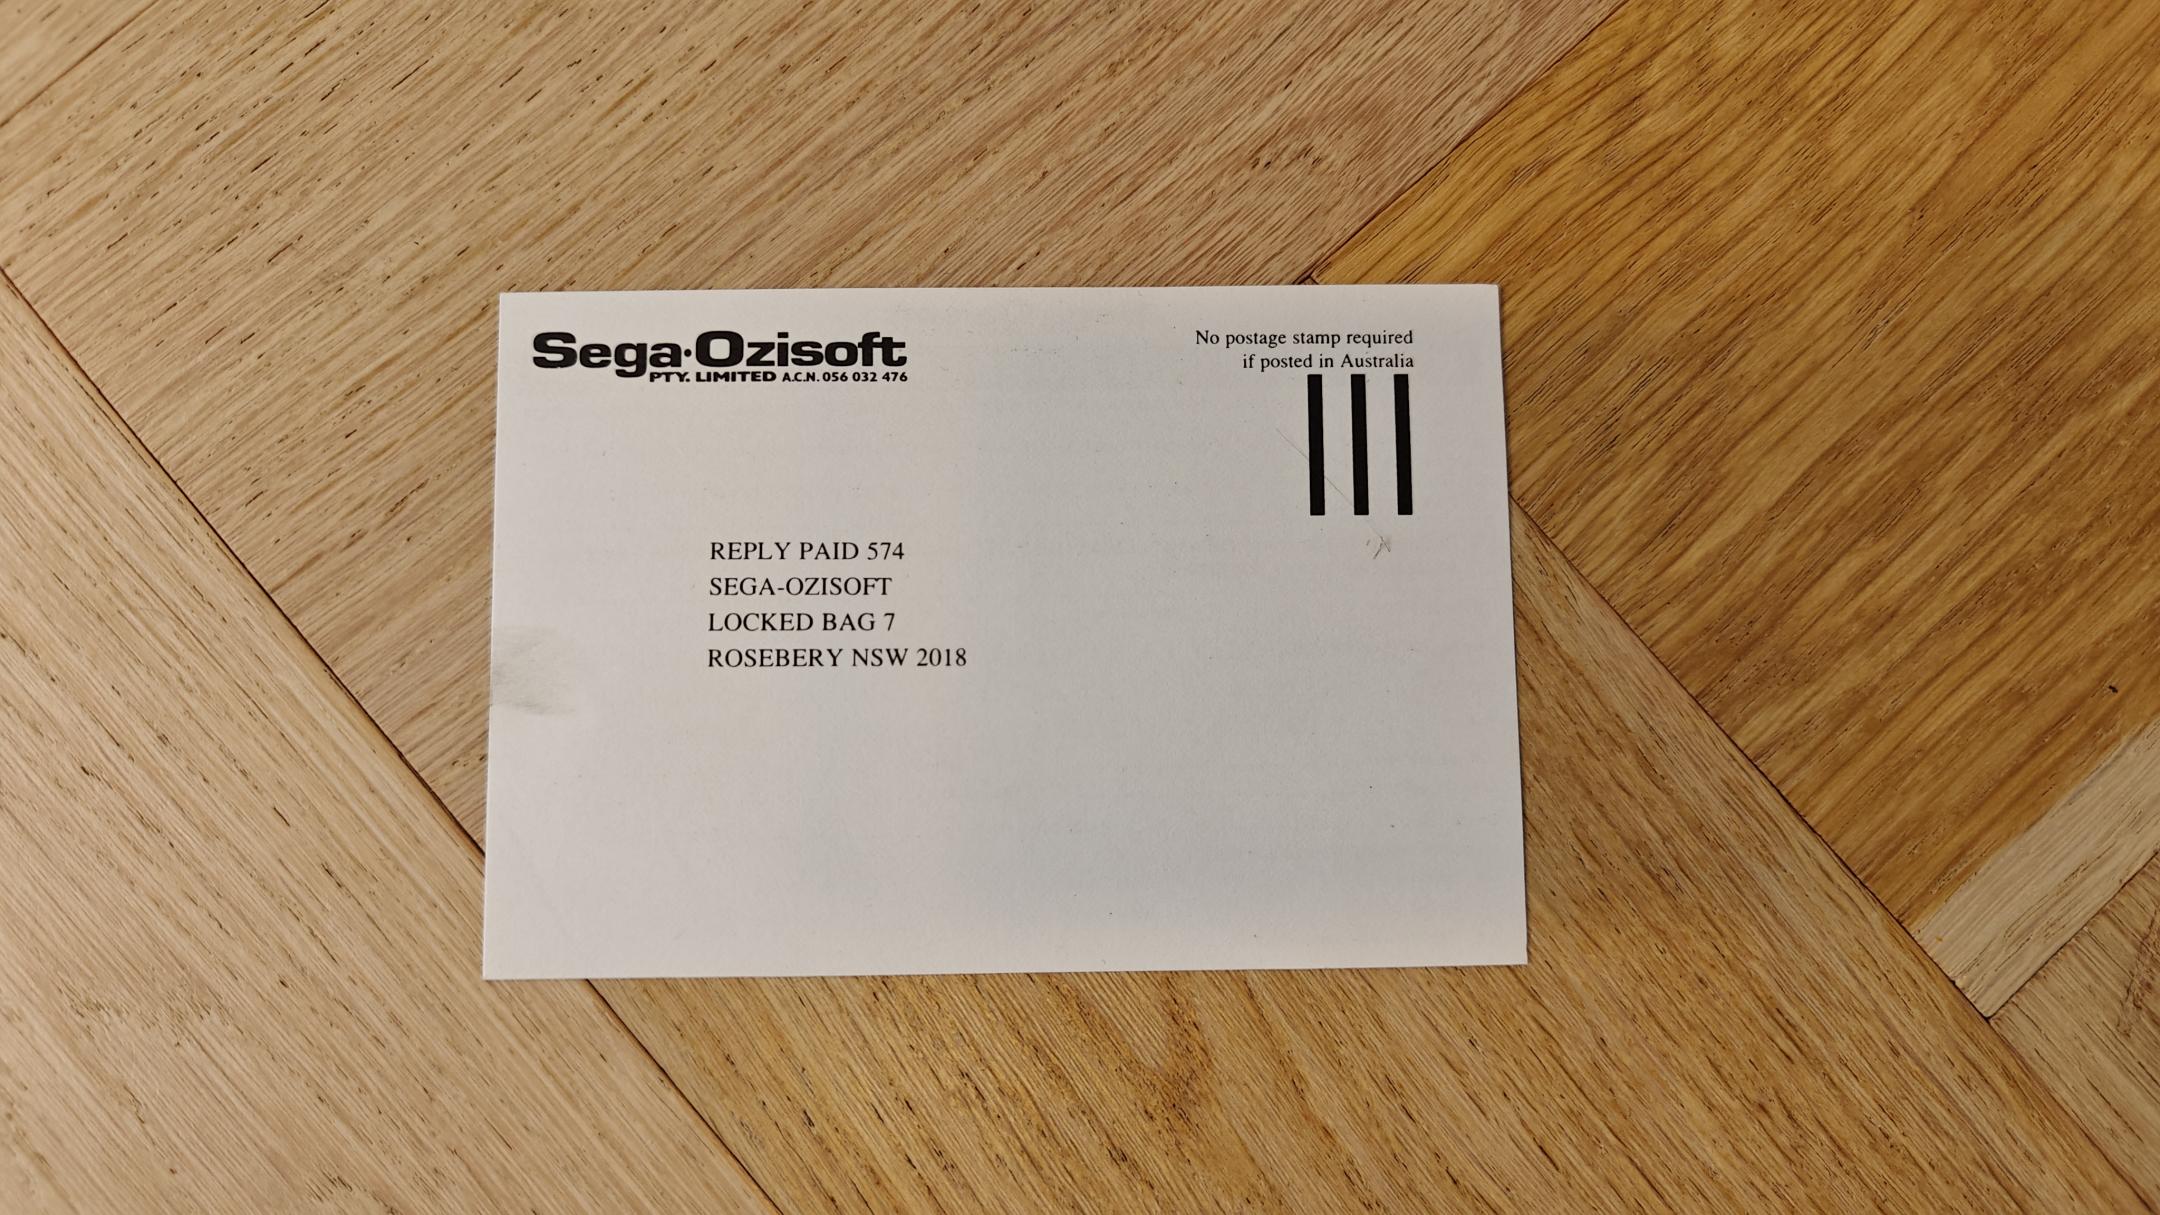 Sega·Ozisoft
PTY. LIMITED A.C.N. 056 032 476
No postage stamp required
if posted in Australia
REPLY PAID 574
SEGA-OZISOFT
LOCKED BAG 7
ROSEBERY NSW 2018